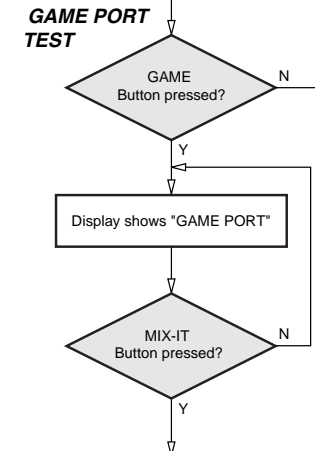 GAME PORT
TEST
GAME
Button pressed?
N
Y
Display shows "GAME PORT"
MIX-IT
Button pressed?
N
Y